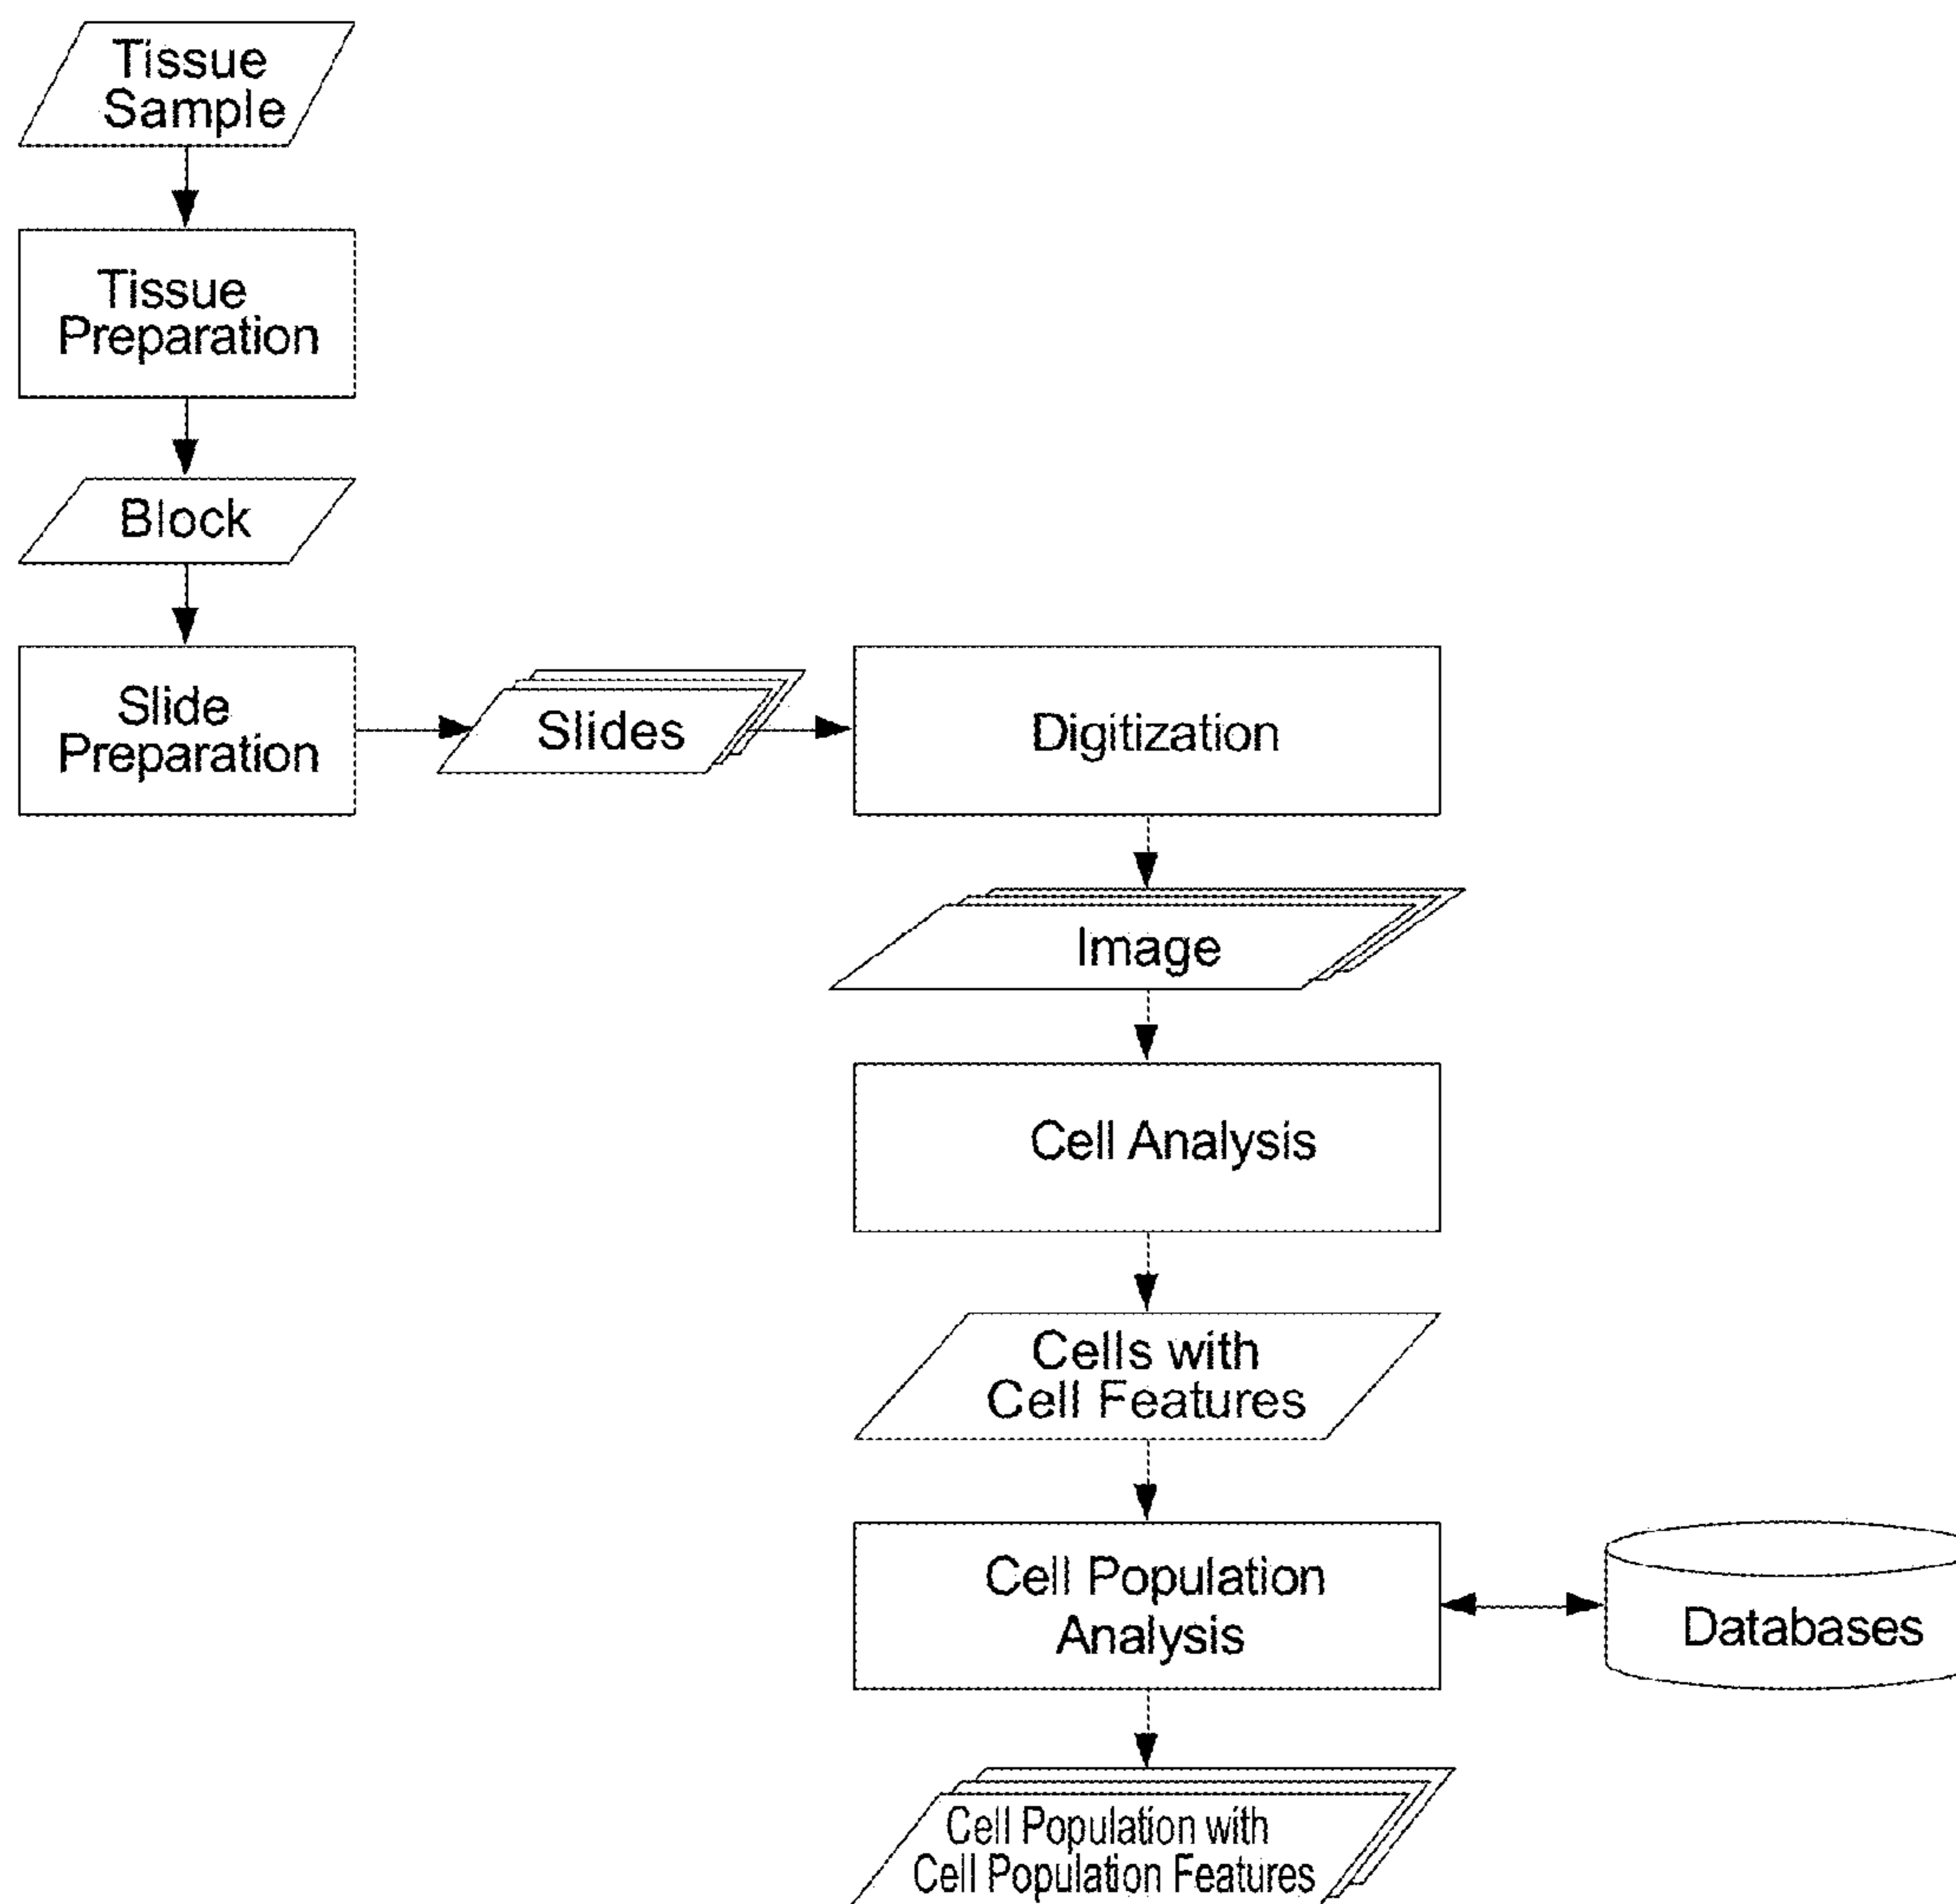 Tissue
Sample
Tissue
Preparation
Block
Slide
Preparation
Slides
Digitization
Image
Cell Analysis
Cells with
Cell Features
Cell Population
Analysis
Databases
Cell Population with
Cell Population Features